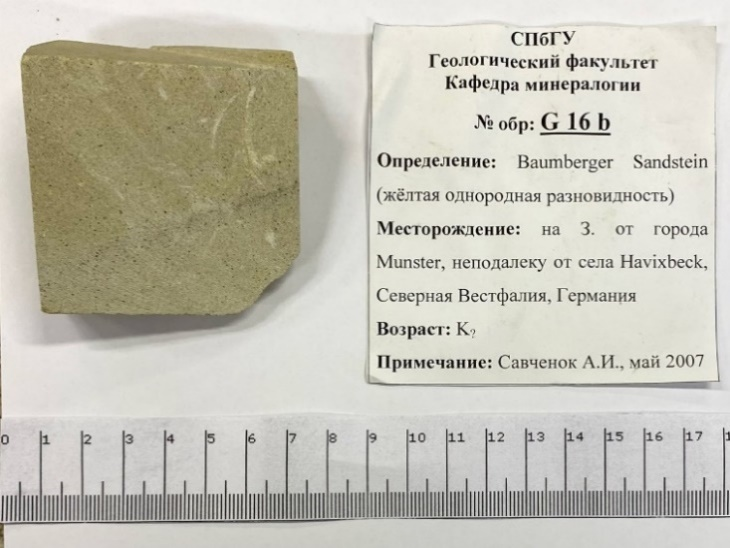 СПбГУ
Геологический факультет
Кафедра минералогии
№ обр: G 16 b
Определение: Baumberger Sandstein
(жёлтая однородная разновидность)
Месторождение: на З. от города
Munster, неподалеку от села Havixbeck,
Северная Вестфалия, Германия
Возраст: K?
Примечание: Савченок А.И., май 2007
0 1 2 3 4 5 6 7 8 9 10 11 12 13 14 15 16 17